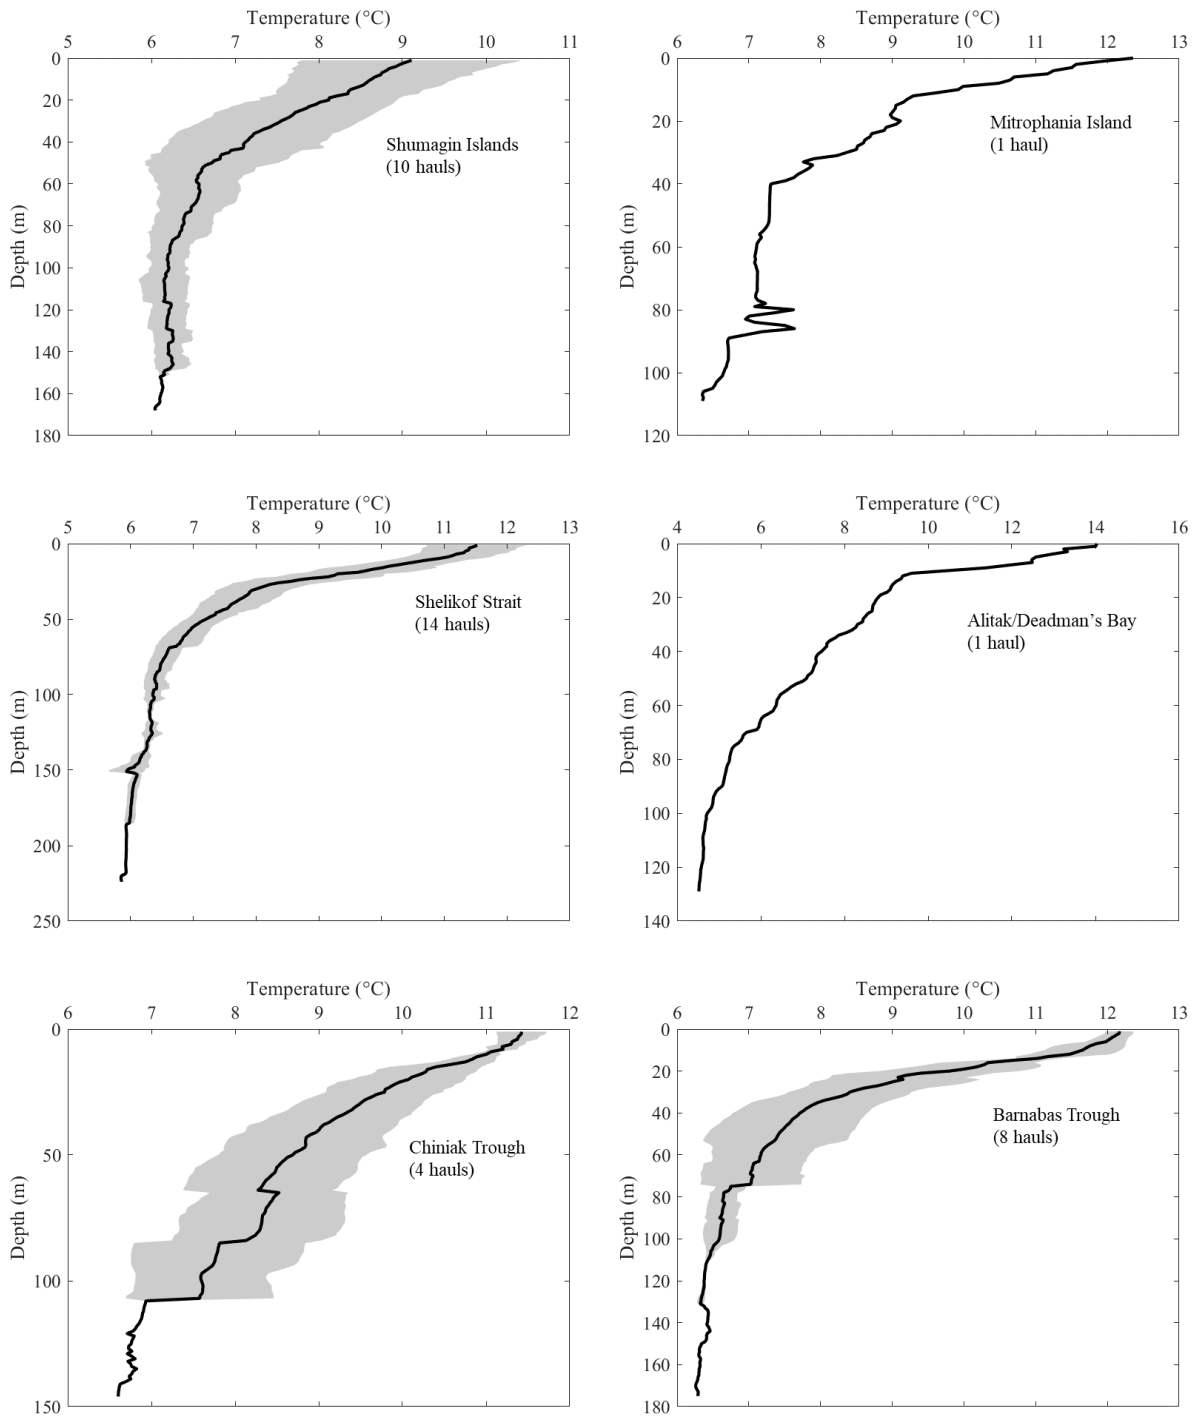 Temperature (°C)
5 6 7 8 9 10 11
0
20
40
60
80
100
120
140
160
180
Depth (m)
Shumagin Islands
(10 hauls)
Temperature (°C)
6 7 8 9 10 11 12 13
0
20
40
60
80
100
120
Depth (m)
Mitrophania Island
(1 haul)
Temperature (°C)
5 6 7 8 9 10 11 12 13
0
50
100
150
200
250
Depth (m)
Shelikof Strait
(14 hauls)
Temperature (°C)
4 6 8 10 12 14 16
0
20
40
60
80
100
120
140
Depth (m)
Alitak/Deadman’s Bay
(1 haul)
Temperature (°C)
6 7 8 9 10 11 12
0
50
100
150
Depth (m)
Chiniak Trough
(4 hauls)
Temperature (°C)
6 7 8 9 10 11 12 13
0
20
40
60
80
100
120
140
160
180
Depth (m)
Barnabas Trough
(8 hauls)